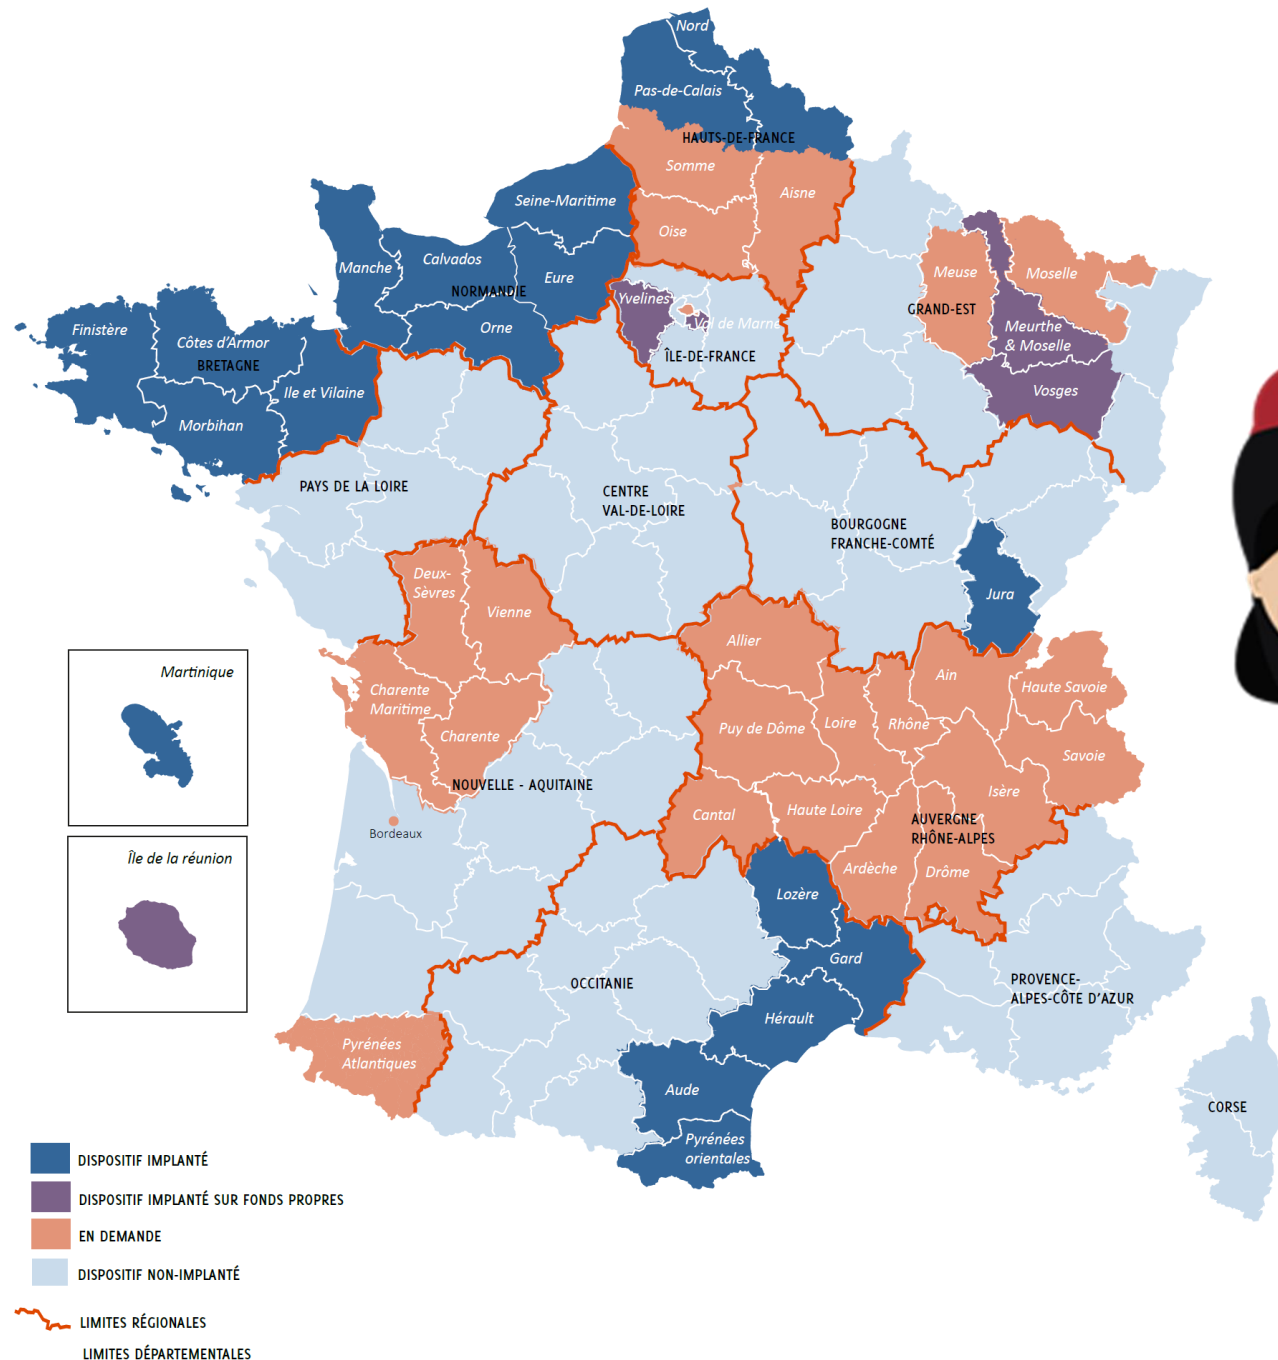 Nord
Pas-de-Calais
HAUTS-DE-FRANCE
Somme
Aisne
Oise
Seine-Maritime
Manche
Calvados
Eure
NORMANDIE
Orne
Yvelines
Val de Marne
ÎLE-DE-FRANCE
Meuse
Moselle
GRAND-EST
Meurthe
& Moselle
Vosges
Finistère
Côtes d'Armor
BRETAGNE
Ile et Vilaine
Morbihan
PAYS DE LA LOIRE
CENTRE
VAL-DE-LOIRE
BOURGOGNE
FRANCHE-COMTÉ
Jura
Deux-
Sèvres
Vienne
Charente
Maritime
Charente
NOUVELLE - AQUITAINE
Bordeaux
Allier
Ain
Haute Savoie
Puy de Dôme
Loire
Rhône
Savoie
Isère
Cantal
Haute Loire
AUVERGNE
RHÔNE-ALPES
Ardèche
Drôme
Martinique
Île de la réunion
Lozère
Gard
OCCITANIE
Hérault
PROVENCE-
ALPES-CÔTE D'AZUR
Pyrénées
Atlantiques
Aude
Pyrénées
orientales
CORSE
DISPOSITIF IMPLANTÉ
DISPOSITIF IMPLANTÉ SUR FONDS PROPRES
EN DEMANDE
DISPOSITIF NON-IMPLANTÉ
LIMITES RÉGIONALES
LIMITES DÉPARTEMENTALES